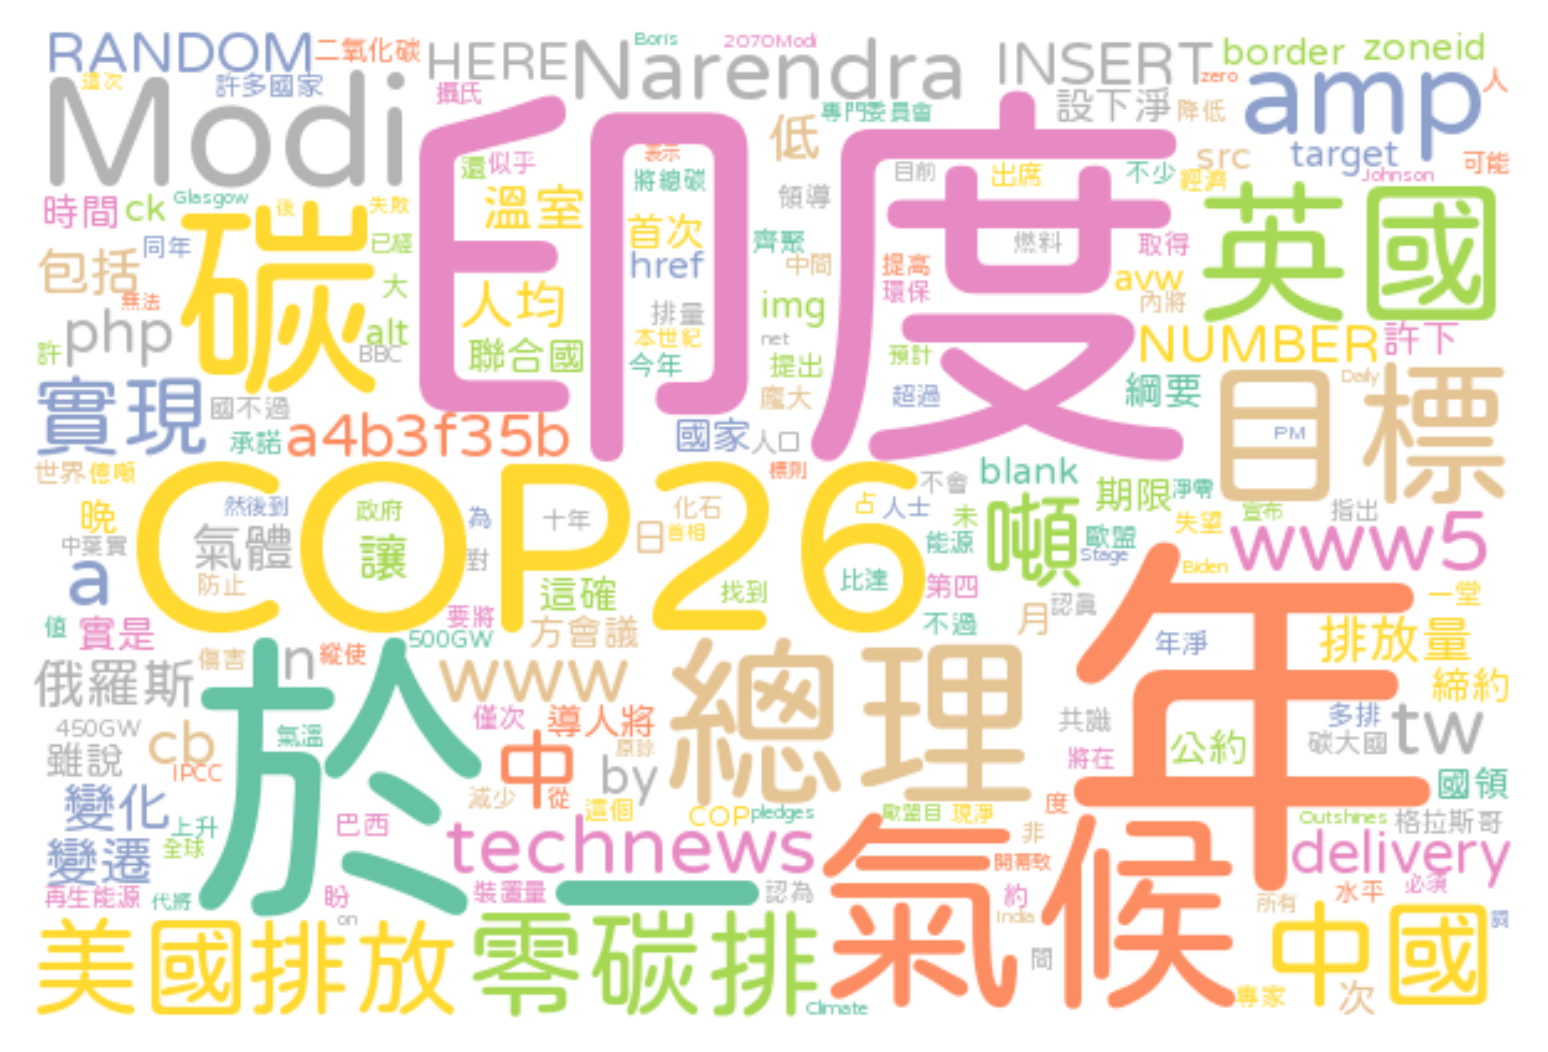 RANDOM 二氧化碳 HERE Boris 2070Modi INSERT border zoneid
這次 許多國家 Modi 攝氏 Narendra zero amp 人
專門委員會 設下淨 降低
低 印度
還 似乎 表示 目前 出席 不少 src target 可能
經濟 Johnson
將總碳 領導
時間 ck Glasgow 後 失敗 溫室 首次 齊聚 燃料 取得 英國
碳 已經
包括 同年 人均 href 中間 提高 avw
無法 大 環保 內將
php alt 排量 img
許 BBC 聯合國 本世紀 net 預計 NUMBER 許下
今年 提出 Daily
實現 國不過 龐大 超過 綱要 目標
承諾 a4b3f35b 國家 人口 PM
世界 億噸 COP26 標則 不會 blank 期限 淨零
晚 然後到 政府 為 十年 化石 占 人士 未 噸 失望 宣布 指出
中葉實 氣體 讓 對 日 首相 能源 歐盟 www5
a 防止 這確 找到 比達 第四 Stage Biden
值 實是 要將 方會議 不過 月 認真 年 一堂
500GW 年淨 排放量
俄羅斯 傷害 n 縱使 www 總理 締約
450GW 於 僅次 導人將 共識 多排 tw
雖說 cb 氣溫 中 原諒 公約 碳大國
IPCC by 將在 國領
變化 減少 從 這個 COP pledges 歐盟目 現淨 度
上升 巴西 technews 氣候 非 Outshines 格拉斯哥
變遷 全球 開幕致 delivery
再生能源 代將 盼 裝置量 一 認為 約 所有 水平 必須
on India
美國排放 零碳排 間 中國
Climate 專家 次